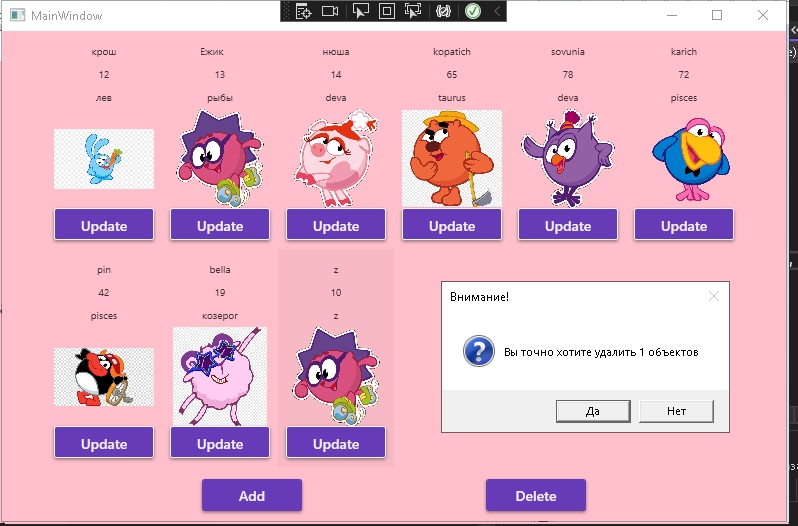 MainWindow
крош Ежик нюша kopatich sovunia karich
12 13 14 65 78 72
лев рыбы deva taurus deva pisces
Update Update Update Update Update Update
pin bella z
42 19 10
pisces козерог z
Update Update Update
Внимание!
Вы точно хотите удалить 1 объектов
Да Нет
Add Delete